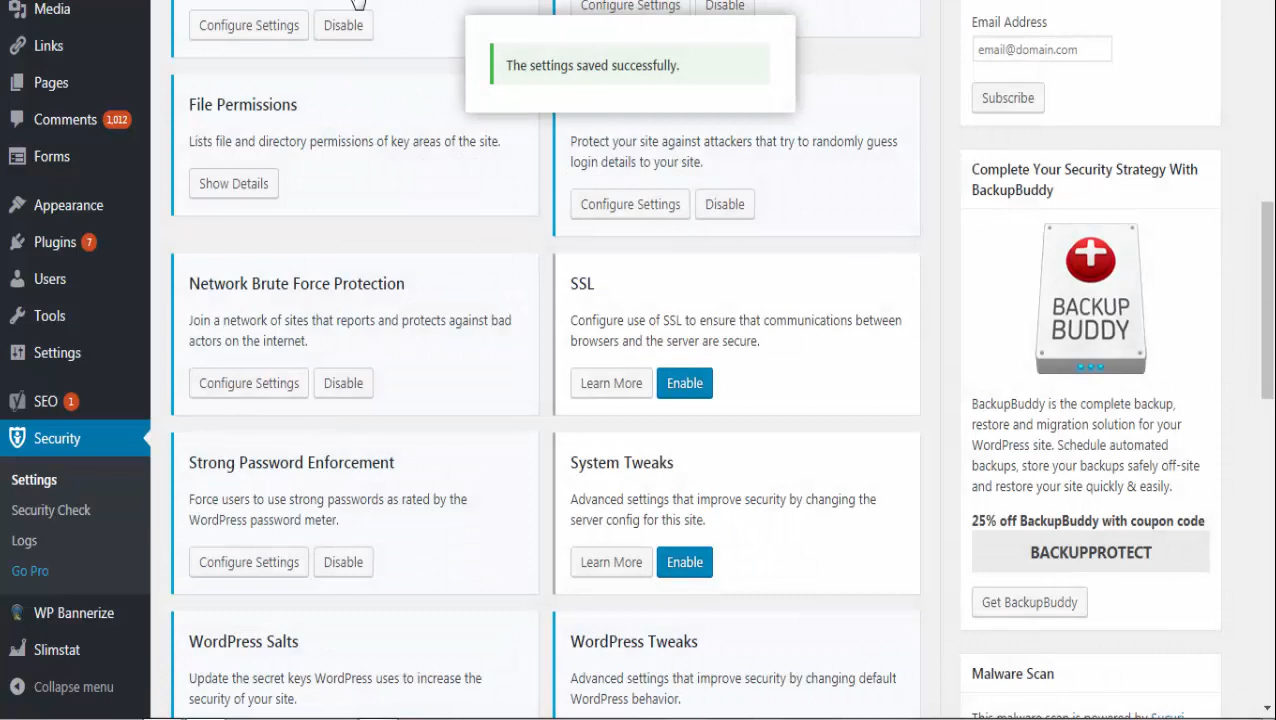 Media
Links
Pages
Comments 1,012
Forms
Appearance
Plugins 7
Users
Tools
Settings
SEO 1
Security
Settings
Security Check
Logs
Go Pro
WP Bannerize
Slimstat
Collapse menu
Configure Settings Disable
Configure Settings Disable
The settings saved successfully.
File Permissions
Lists file and directory permissions of key areas of the site.
Show Details
Protect your site against attackers that try to randomly guess
login details to your site.
Configure Settings Disable
Network Brute Force Protection
Join a network of sites that reports and protects against bad
actors on the internet.
Configure Settings Disable
SSL
Configure use of SSL to ensure that communications between
browsers and the server are secure.
Learn More Enable
Strong Password Enforcement
Force users to use strong passwords as rated by the
WordPress password meter.
Configure Settings Disable
System Tweaks
Advanced settings that improve security by changing the
server config for this site.
Learn More Enable
WordPress Salts
Update the secret keys WordPress uses to increase the
security of your site.
WordPress Tweaks
Advanced settings that improve security by changing default
WordPress behavior.
Email Address
email@domain.com
Subscribe
Complete Your Security Strategy With
BackupBuddy
BACKUP
BUDDY
BackupBuddy is the complete backup,
restore and migration solution for your
WordPress site. Schedule automated
backups, store your backups safely off-site
and restore your site quickly & easily.
25% off BackupBuddy with coupon code
BACKUPPROTECT
Get BackupBuddy
Malware Scan
This malware scan is powered by Sucuri